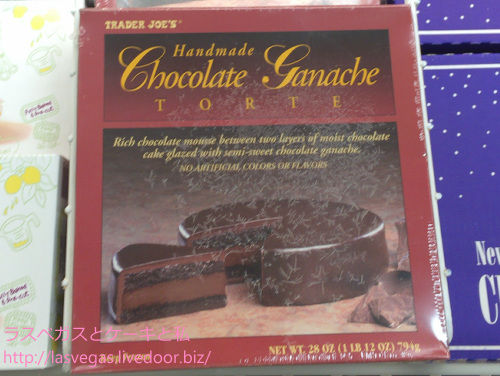 TRADER JOE'S
Handmade
Chocolate Ganache
TORTE
Rich chocolate mousse between two layers of moist chocolate
cake glazed with semi-sweet chocolate ganache.
NO ARTIFICIAL COLORS OR FLAVORS
NET WT. 28 OZ (1 LB 12 OZ) 794g
ラスベガスとケーキと私
http://lasvegas.livedoor.biz/
New